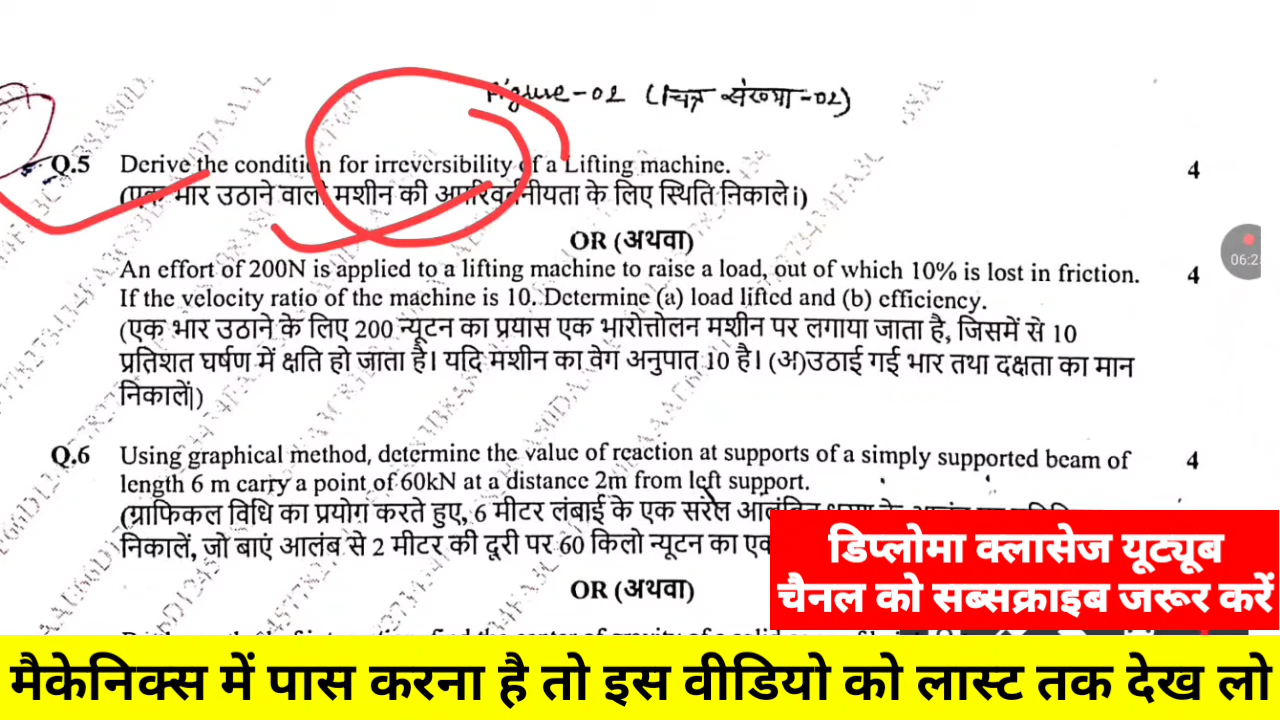 Figure-02 (चित्र संख्या-02)
Q.5 Derive the condition for irreversibility of a Lifting machine. 4
(एक भार उठाने वाली मशीन की अपरिवर्तनीयता के लिए स्थिति निकाले।)
OR (अथवा)
An effort of 200N is applied to a lifting machine to raise a load, out of which 10% is lost in friction. 4
If the velocity ratio of the machine is 10. Determine (a) load lifted and (b) efficiency.
(एक भार उठाने के लिए 200 न्यूटन का प्रयास एक भारोत्तोलन मशीन पर लगाया जाता है, जिसमें से 10
प्रतिशत घर्षण में क्षति हो जाता है। यदि मशीन का वेग अनुपात 10 है। (अ)उठाई गई भार तथा दक्षता का मान
निकालें|)
06:2
Q.6 Using graphical method, determine the value of reaction at supports of a simply supported beam of 4
length 6 m carry a point of 60kN at a distance 2m from left support.
(ग्राफिकल विधि का प्रयोग करते हुए, 6 मीटर लंबाई के एक सरल
निकालें, जो बाएं आलंब से 2 मीटर की दूरी पर 60 किलो न्यूटन का एक
OR (अथवा)
डिप्लोमा क्लासेज यूट्यूब
चैनल को सब्सक्राइब जरूर करें
मैकेनिक्स में पास करना है तो इस वीडियो को लास्ट तक देख लो